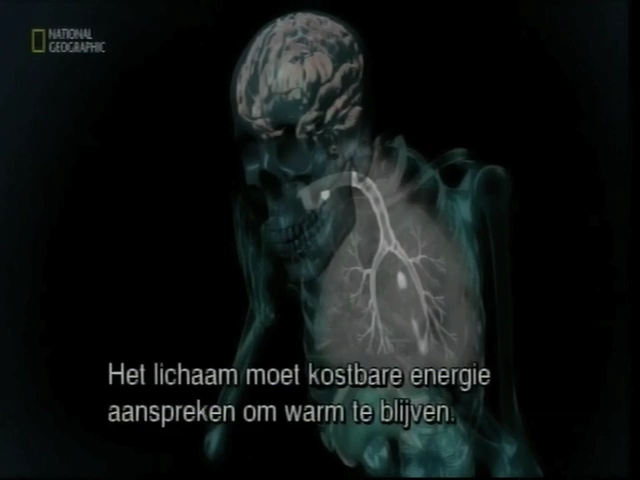 NATIONAL
GEOGRAPHIC
Het lichaam moet kostbare energie
aanspreken om warm te blijven.